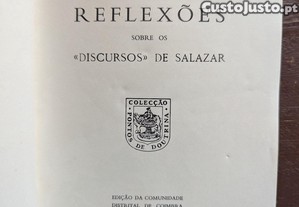 Custojusto.pt
REFLEXÕES
SOBRE OS
«DISCURSOS» DE SALAZAR
COLECÇÃO
PONTOS DE DOUTRINA
EDIÇÃO DA COMUNIDADE
DISTRITAL DE COIMBRA